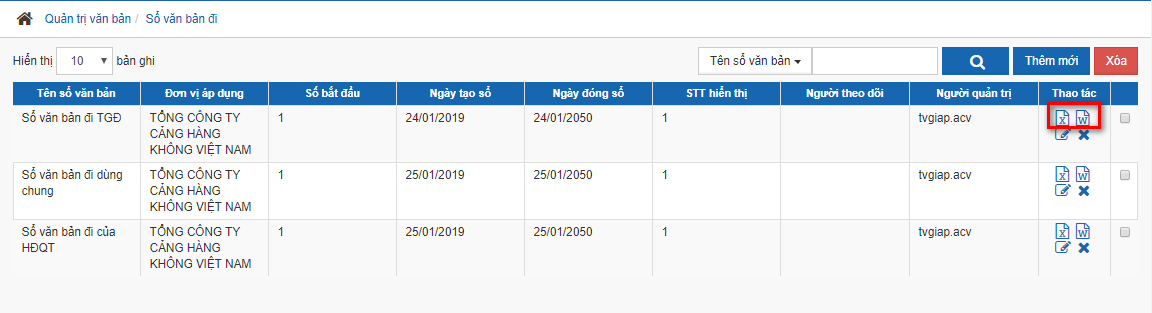 Quản trị văn bản / Sổ văn bản đi
Hiển thị 10 bản ghi Tên sổ văn bản Thêm mới Xóa
Tên sổ văn bản Đơn vị áp dụng Số bắt đầu Ngày tạo sổ Ngày đóng sổ STT hiển thị Người theo dõi Người quản trị Thao tác
Sổ văn bản đi TGĐ TỔNG CÔNG TY 1 24/01/2019 24/01/2050 1 tvgiap.acv
CẢNG HÀNG
KHÔNG VIỆT NAM
Sổ văn bản đi dùng TỔNG CÔNG TY 1 25/01/2019 25/01/2050 1 tvgiap.acv
chung CẢNG HÀNG
KHÔNG VIỆT NAM
Sổ văn bản đi của TỔNG CÔNG TY 1 25/01/2019 25/01/2050 1 tvgiap.acv
HĐQT CẢNG HÀNG
KHÔNG VIỆT NAM